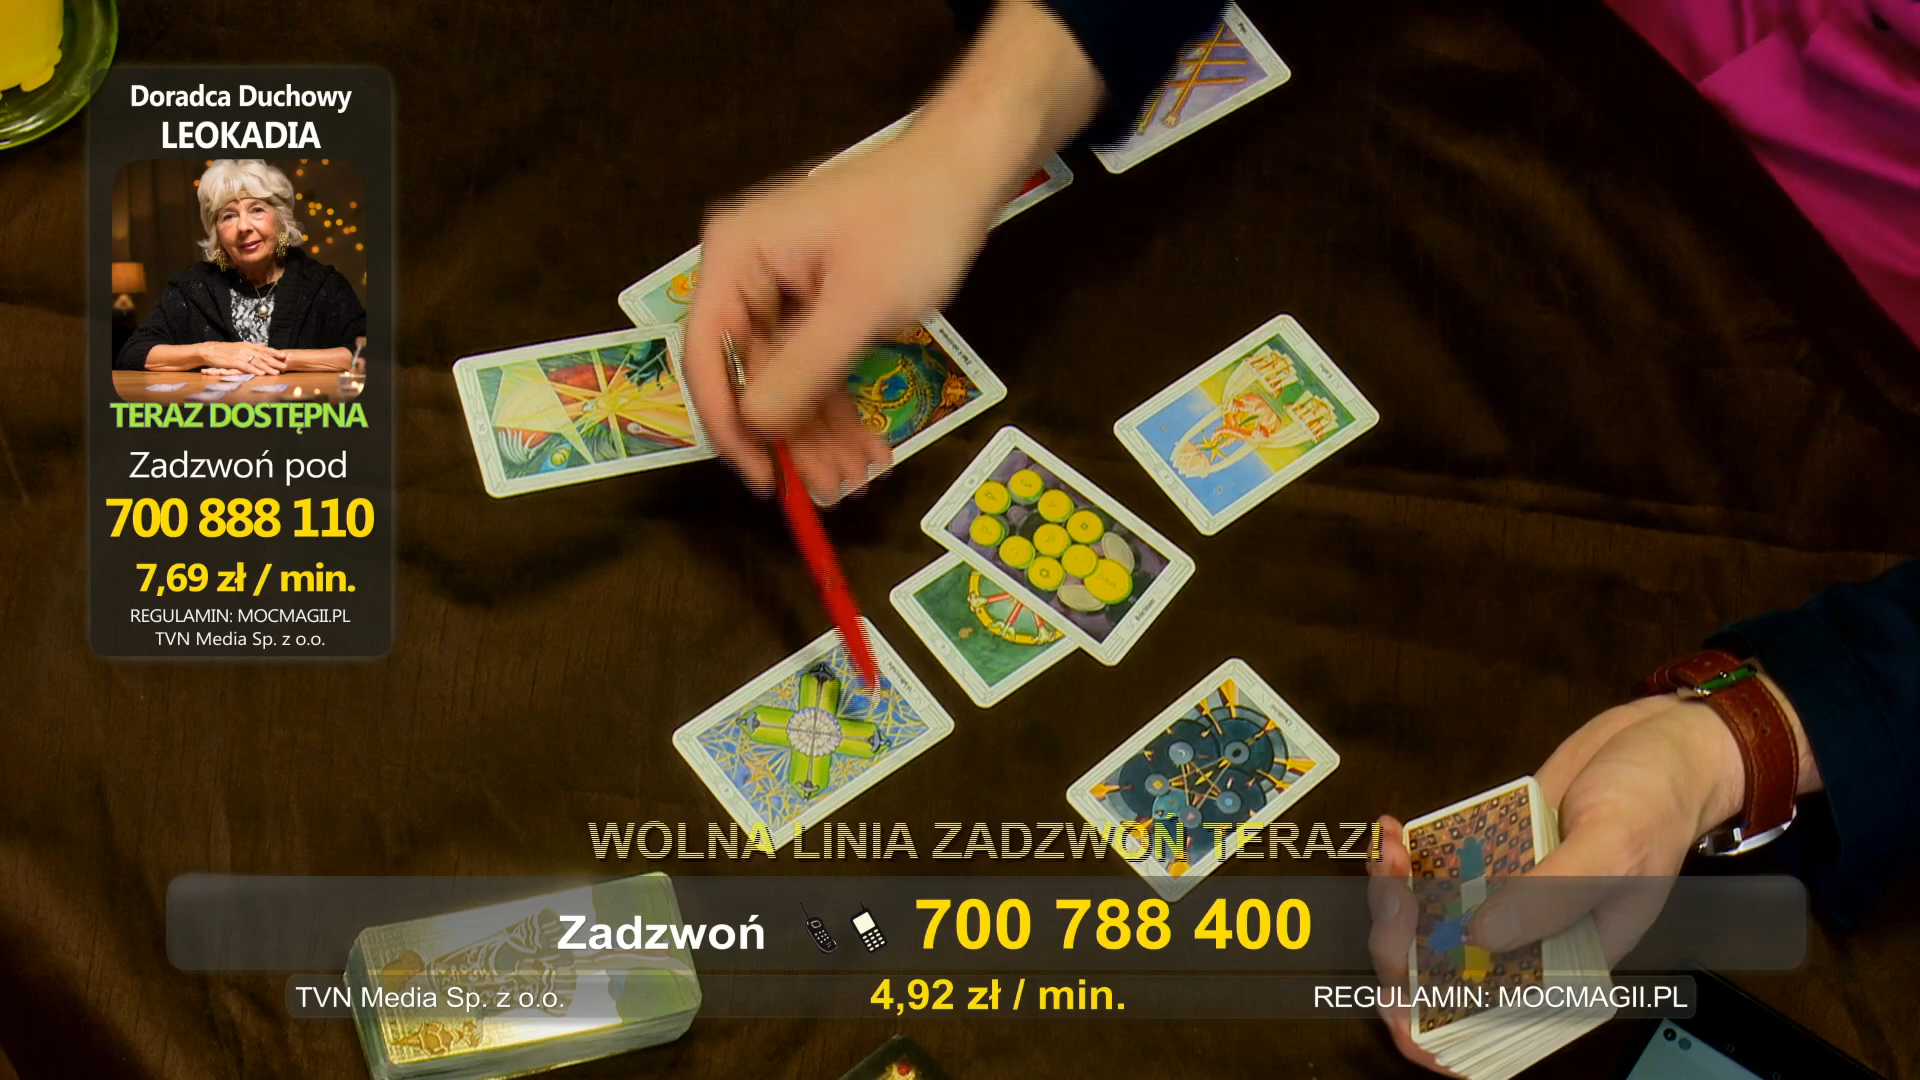 Doradca Duchowy
LEOKADIA
TERAZ DOSTĘPNA
Zadzwoń pod
700 888 110
7,69 zł / min.
REGULAMIN: MOCMAGII.PL
TVN Media Sp. z o.o.
WOLNA LINIA ZADZWOŃ TERAZ!
Zadzwoń 700 788 400
TVN Media Sp. z o.o. 4,92 zł / min. REGULAMIN: MOCMAGII.PL